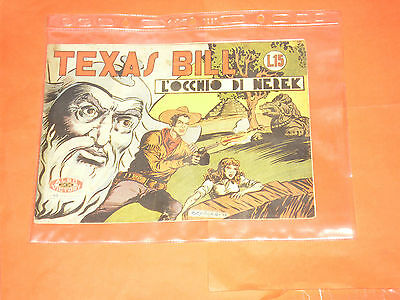 TEXAS BILL
L.15
L'OCCHIO DI NEREK